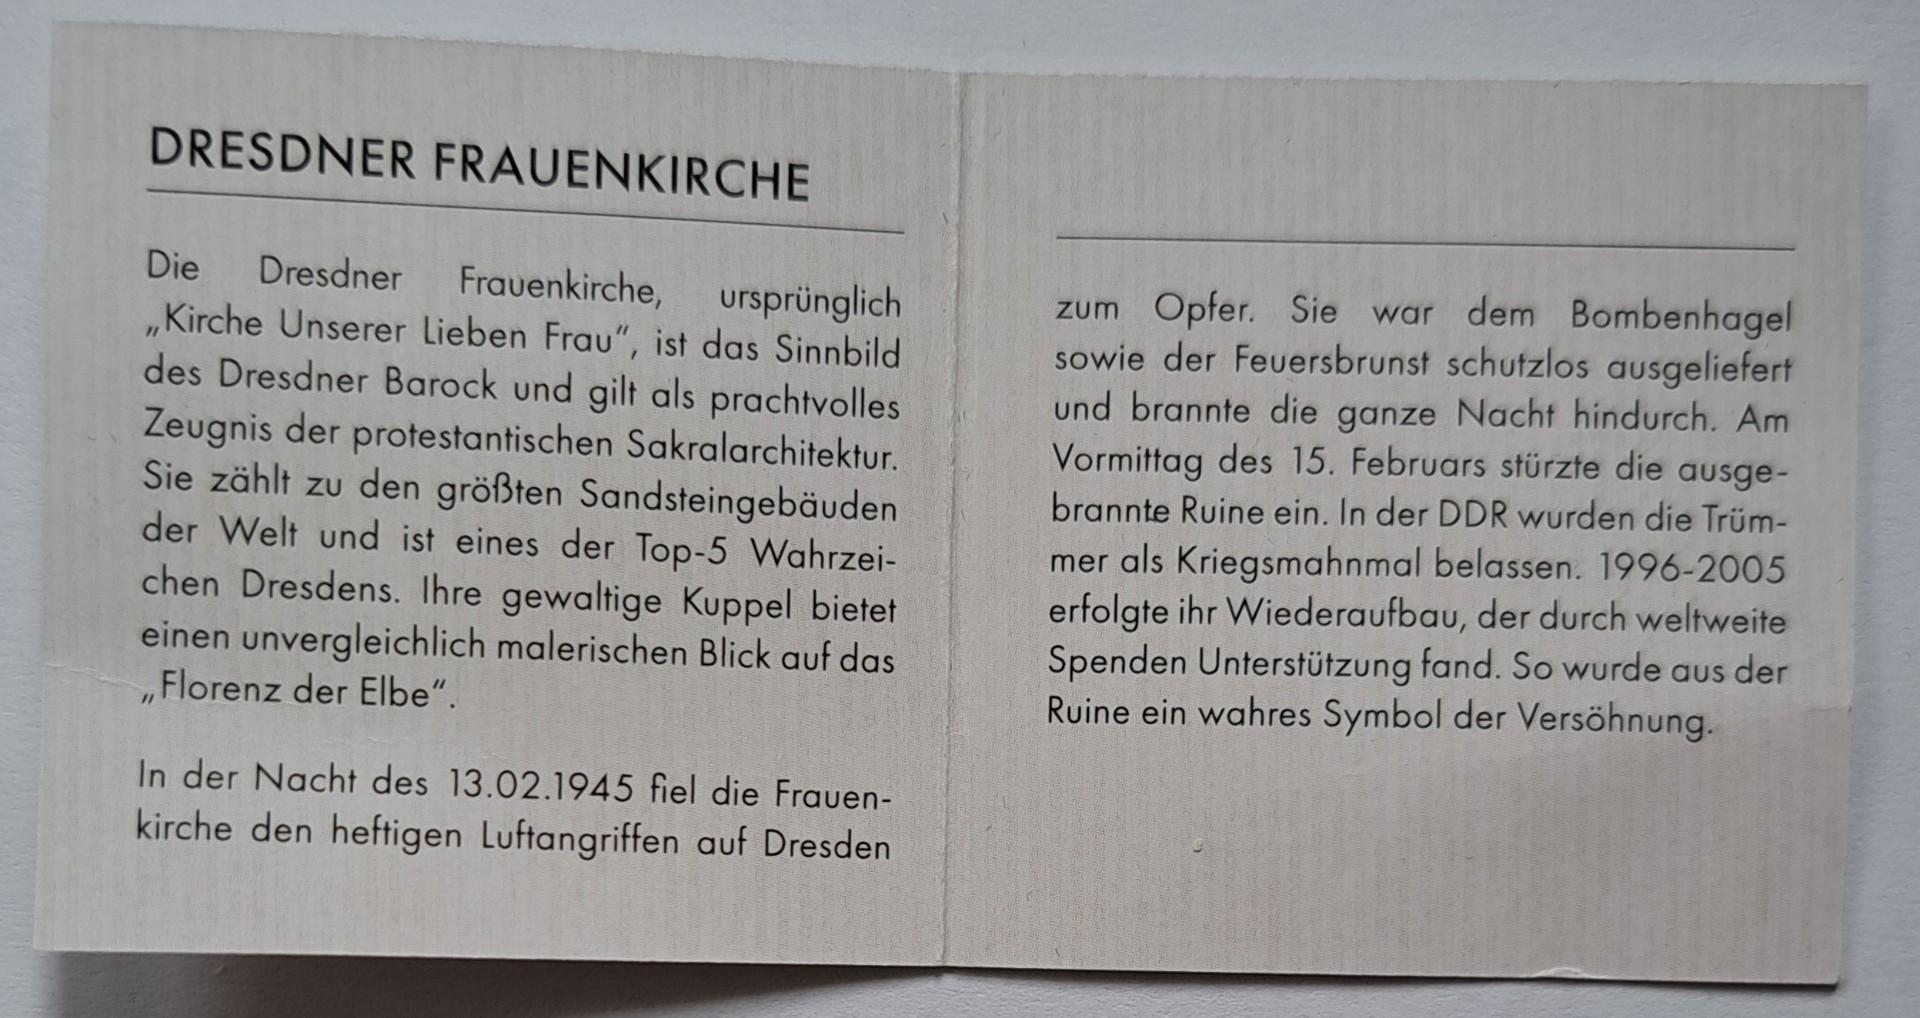 DRESDNER FRAUENKIRCHE
Die Dresdner Frauenkirche, ursprünglich
„Kirche Unserer Lieben Frau“, ist das Sinnbild
des Dresdner Barock und gilt als prachtvolles
Zeugnis der protestantischen Sakralarchitektur.
Sie zählt zu den größten Sandsteingebäuden
der Welt und ist eines der Top-5 Wahrzei-
chen Dresdens. Ihre gewaltige Kuppel bietet
einen unvergleichlich malerischen Blick auf das
„Florenz der Elbe“.
In der Nacht des 13.02.1945 fiel die Frauen-
kirche den heftigen Luftangriffen auf Dresden
zum Opfer. Sie war dem Bombenhagel
sowie der Feuersbrunst schutzlos ausgeliefert
und brannte die ganze Nacht hindurch. Am
Vormittag des 15. Februars stürzte die ausge-
brannte Ruine ein. In der DDR wurden die Trüm-
mer als Kriegsmahnmal belassen. 1996-2005
erfolgte ihr Wiederaufbau, der durch weltweite
Spenden Unterstützung fand. So wurde aus der
Ruine ein wahres Symbol der Versöhnung.